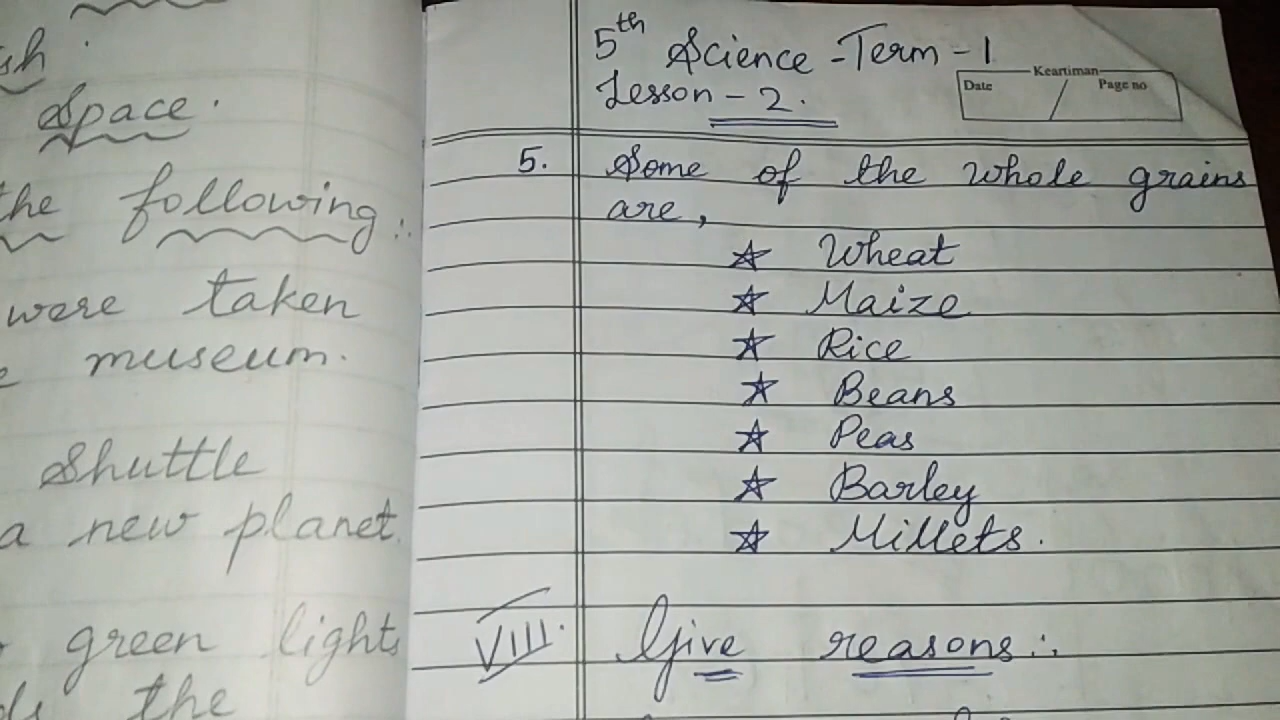 sh
Space.
the following:
were taken
museum.
Shuttle
a new planet.
green lights
the
5th Science - Term - 1
Lesson - 2.
Keartiman
Date Page no
5. Some of the whole grains
are,
☆ Wheat
☆ Maize
☆ Rice
☆ Beans
☆ Peas
☆ Barley
☆ Millets.
VIII. Give reasons: